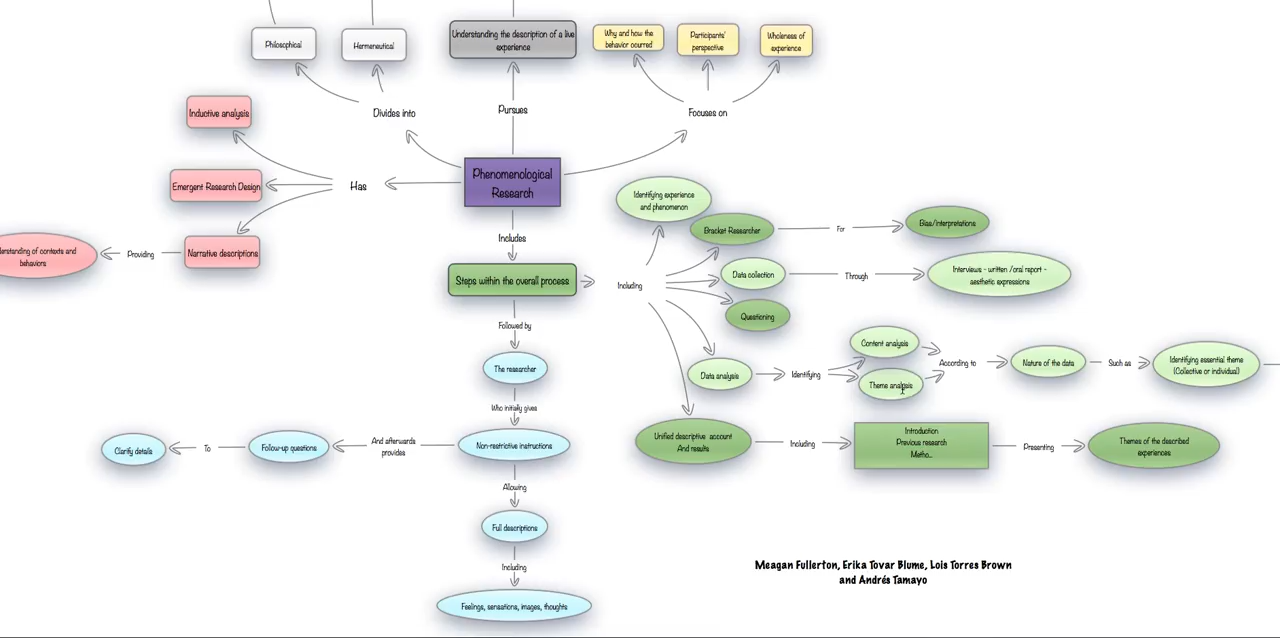 Philosophical
Hermeneutical
Understanding the description of a live
experience
Why and how the
behavior ocurred
Participants'
perspective
Wholeness of
experience
Inductive analysis
Divides into
Pursues
Focuses on
Phenomenological
Research
Has
Emergent Research Design
Identifying experience
and phenomenon
Bracket Researcher
For
Bias/Interpretations
Includes
of contexts and
behaviors
Providing
Narrative descriptions
Steps within the overall process
Including
Data collection
Through
Interviews - written /oral report -
aesthetic expressions
Questioning
Followed by
The researcher
Data analysis
Identifying
Content analysis
Theme analysis
According to
Nature of the data
Such as
Identifying essential theme
(Collective or individual)
Who initially gives
Clarify details
To
Follow-up questions
And afterwards
provides
Non-restrictive instructions
Unified descriptive account
And results
Including
Introduction
Previous research
Metho...
Presenting
Themes of the described
experiences
Allowing
Full descriptions
Including
Feelings, sensations, images, thoughts
Meagan Fullerton, Erika Tovar Blume, Lois Torres Brown
and Andrés Tamayo